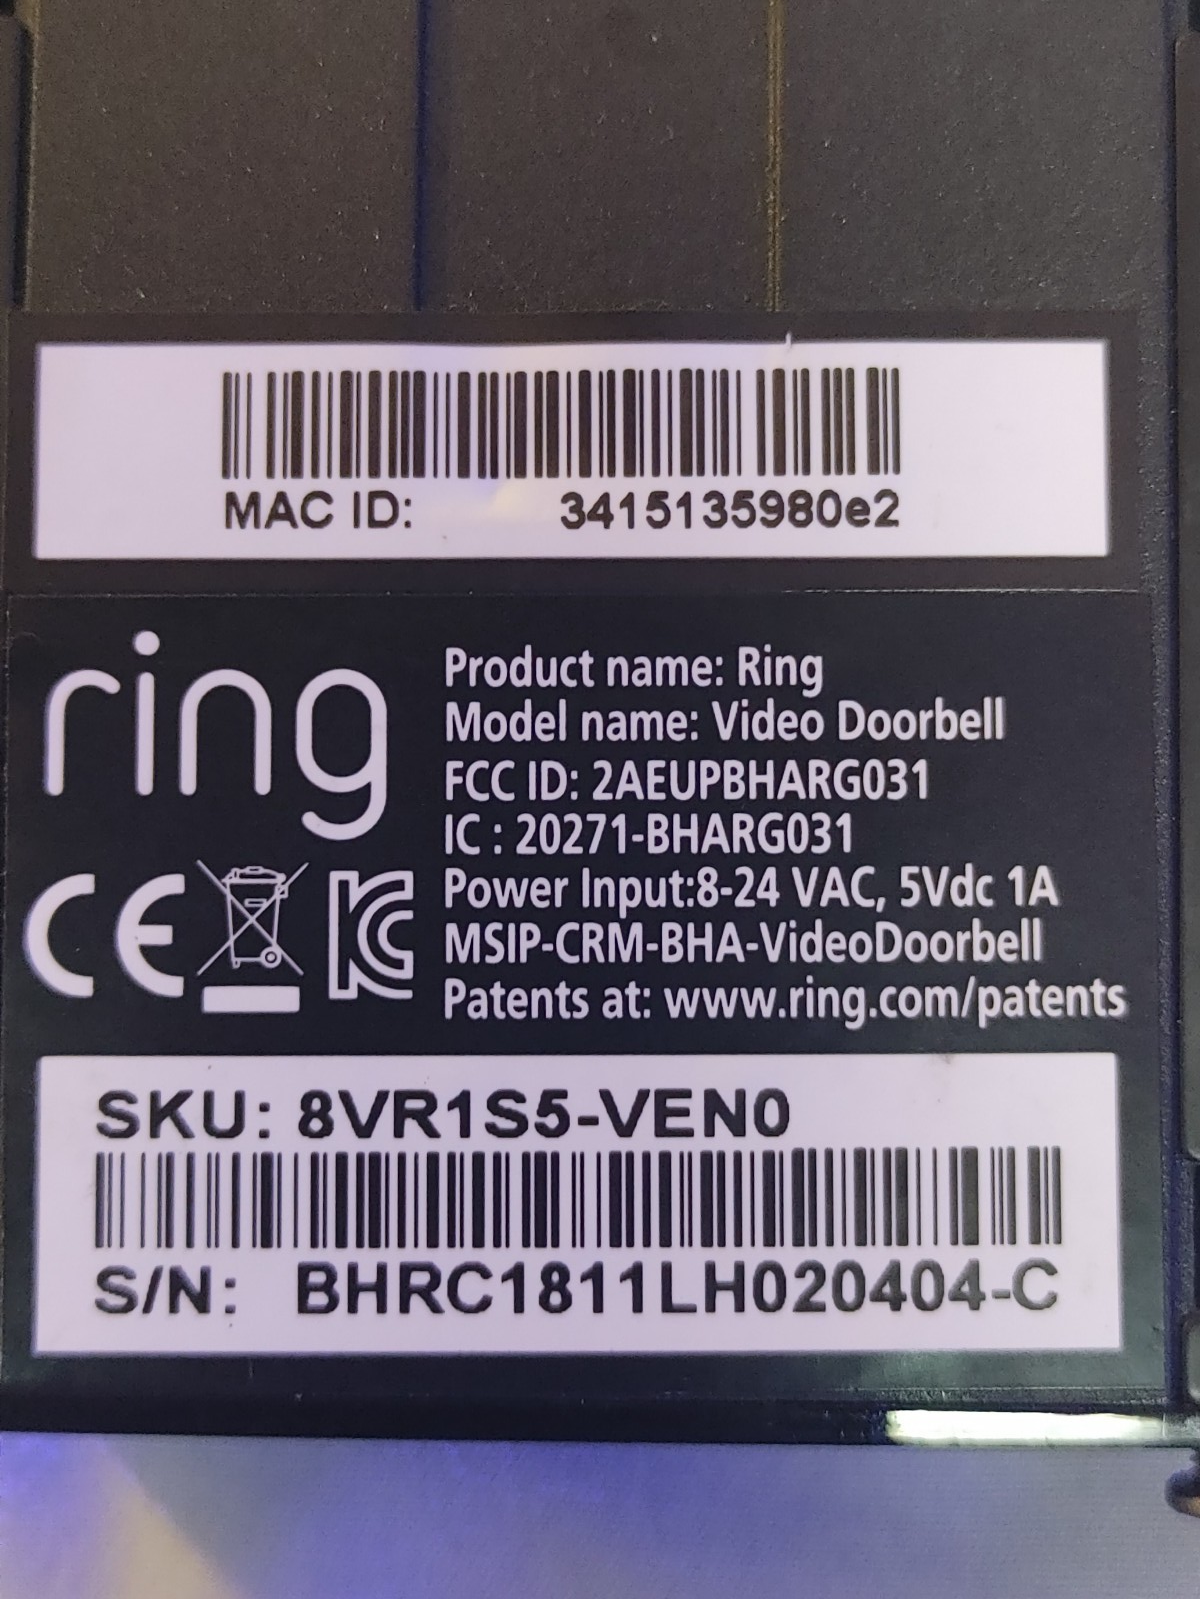 MAC ID: 3415135980e2
ring
Product name: Ring
Model name: Video Doorbell
FCC ID: 2AEUPBHARG031
IC : 20271-BHARG031
Power Input:8-24 VAC, 5Vdc 1A
MSIP-CRM-BHA-VideoDoorbell
Patents at: www.ring.com/patents
CE
KC
SKU: 8VR1S5-VEN0
S/N: BHRC1811LH020404-C